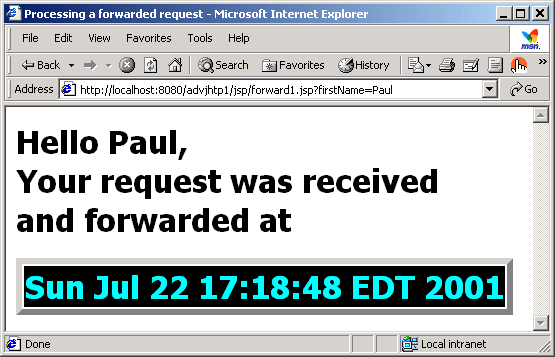 Processing a forwarded request - Microsoft Internet Explorer
File Edit View Favorites Tools Help
msn.
Back Search Favorites History
Address http://localhost:8080/advjhtp1/jsp/forward1.jsp?firstName=Paul Go
Hello Paul,
Your request was received
and forwarded at
Sun Jul 22 17:18:48 EDT 2001
Done Local intranet